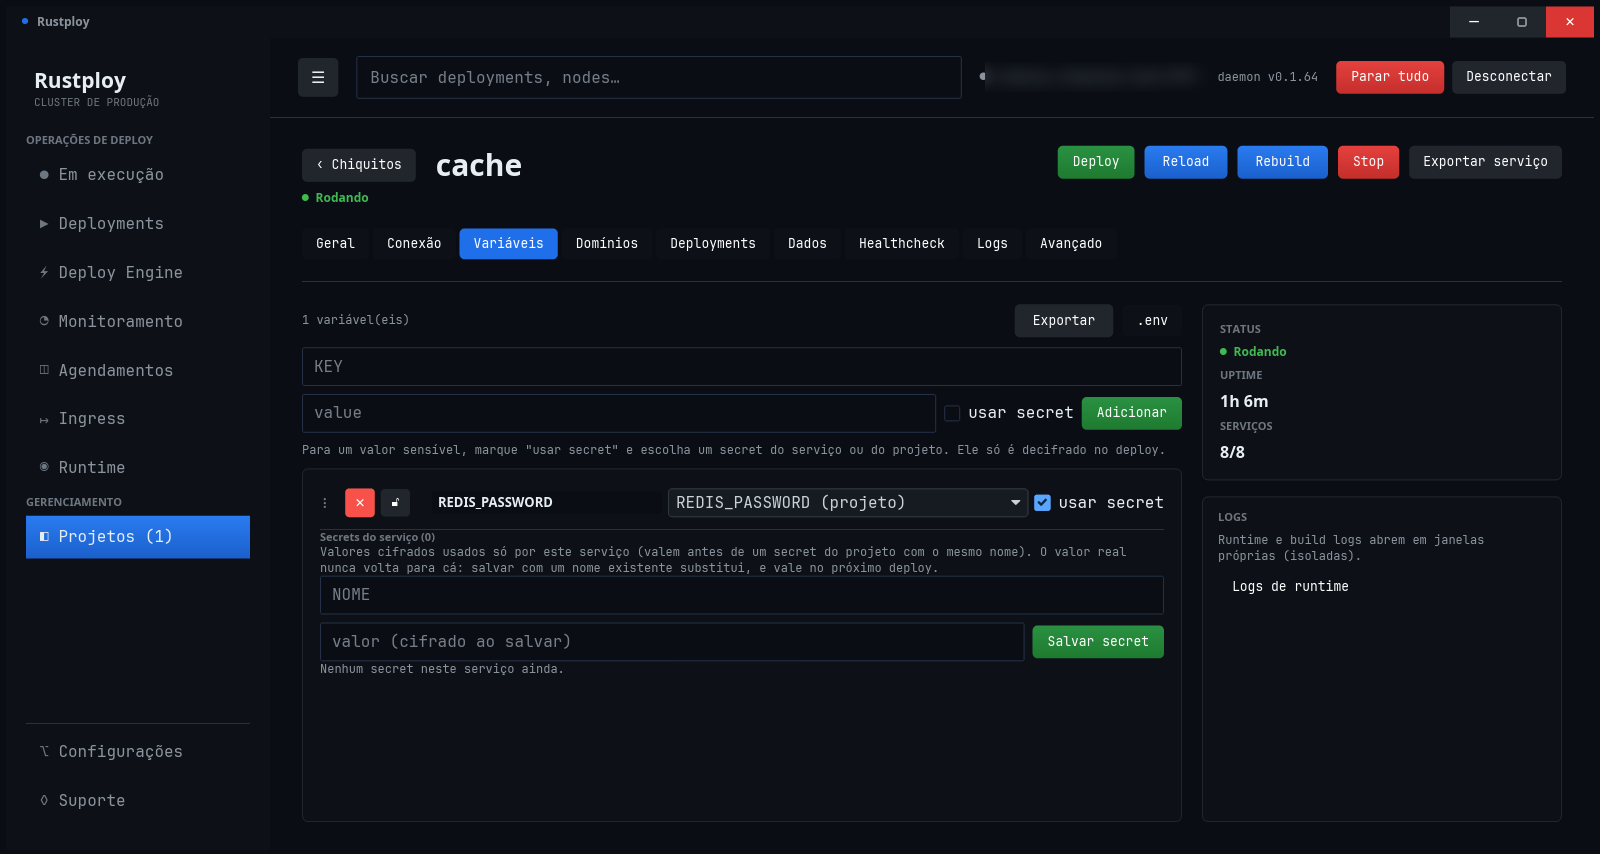 Rustploy
Rustploy
CLUSTER DE PRODUÇÃO
OPERAÇÕES DE DEPLOY
Em execução
Deployments
Deploy Engine
Monitoramento
Agendamentos
Ingress
Runtime
GERENCIAMENTO
Projetos (1)
Configurações
Suporte
Buscar deployments, nodes…
daemon v0.1.64
Parar tudo
Desconectar
‹ Chiquitos
cache
Deploy
Reload
Rebuild
Stop
Exportar serviço
Rodando
Geral
Conexão
Variáveis
Domínios
Deployments
Dados
Healthcheck
Logs
Avançado
1 variável(eis)
Exportar
.env
KEY
value
usar secret
Adicionar
Para um valor sensível, marque "usar secret" e escolha um secret do serviço ou do projeto. Ele só é decifrado no deploy.
REDIS_PASSWORD
REDIS_PASSWORD (projeto)
usar secret
Secrets do serviço (0)
Valores cifrados usados só por este serviço (valem antes de um secret do projeto com o mesmo nome). O valor real
nunca volta para cá: salvar com um nome existente substitui, e vale no próximo deploy.
NOME
valor (cifrado ao salvar)
Salvar secret
Nenhum secret neste serviço ainda.
STATUS
Rodando
UPTIME
1h 6m
SERVIÇOS
8/8
LOGS
Runtime e build logs abrem em janelas
próprias (isoladas).
Logs de runtime